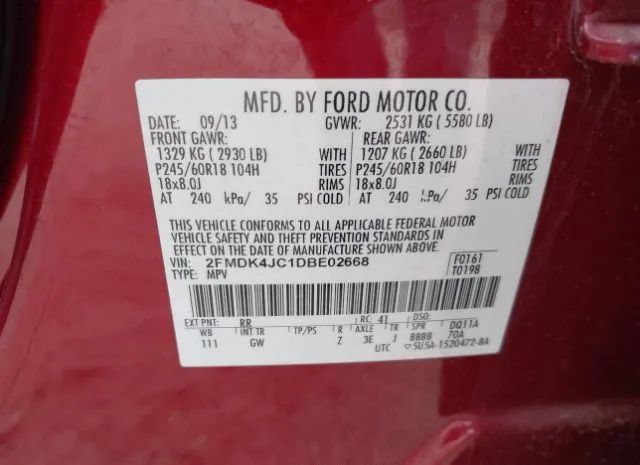 MFD. BY FORD MOTOR CO.
DATE: 09/13 GVWR: 2531 KG ( 5580 LB)
FRONT GAWR: REAR GAWR:
1329 KG ( 2930 LB) WITH 1207 KG ( 2660 LB) WITH
P245/60R18 104H TIRES P245/60R18 104H TIRES
18x8.0J RIMS 18x8.0J RIMS
AT 240 kPa/ 35 PSI COLD AT 240 kPa/ 35 PSI COLD
THIS VEHICLE CONFORMS TO ALL APPLICABLE FEDERAL MOTOR
VEHICLE SAFETY AND THEFT PREVENTION STANDARDS IN
EFFECT ON THE DATE OF MANUFACTURE SHOWN ABOVE.
VIN: 2FMDK4JC1DBE02668 F0161
TYPE: MPV T0198
EXT PNT: RR RC: 41 DSO:
WB INT TR TP/PS R AXLE TR SPR DQ11A
111 GW Z 3E J BBBB 70A
UTC ▽5U5A-1520472-BA